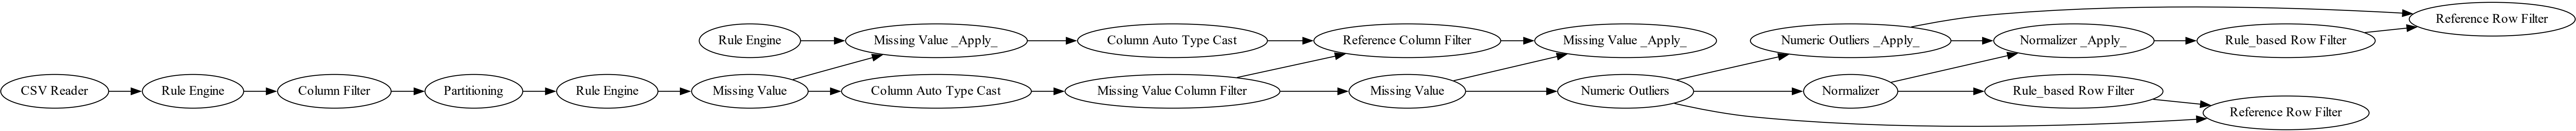 Reference Row Filter
Rule Engine
Missing Value _Apply_
Column Auto Type Cast
Reference Column Filter
Missing Value _Apply_
Numeric Outliers _Apply_
Normalizer _Apply_
Rule_based Row Filter
CSV Reader
Rule Engine
Column Filter
Partitioning
Rule Engine
Missing Value
Column Auto Type Cast
Missing Value Column Filter
Missing Value
Numeric Outliers
Normalizer
Rule_based Row Filter
Reference Row Filter